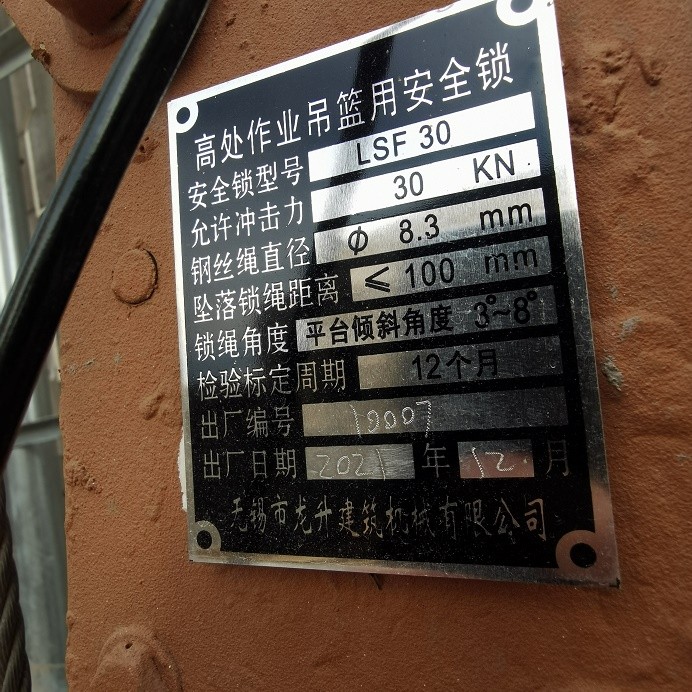 高处作业吊篮用安全锁
安全锁型号 LSF 30
允许冲击力 30 KN
钢丝绳直径 Φ 8.3 mm
坠落锁绳距离 ≤ 100 mm
锁绳角度 平台倾斜角度 3°~8°
检验标定周期 12个月
出厂编号 10007
出厂日期 2021 年 12 月
无锡市龙升建筑机械有限公司